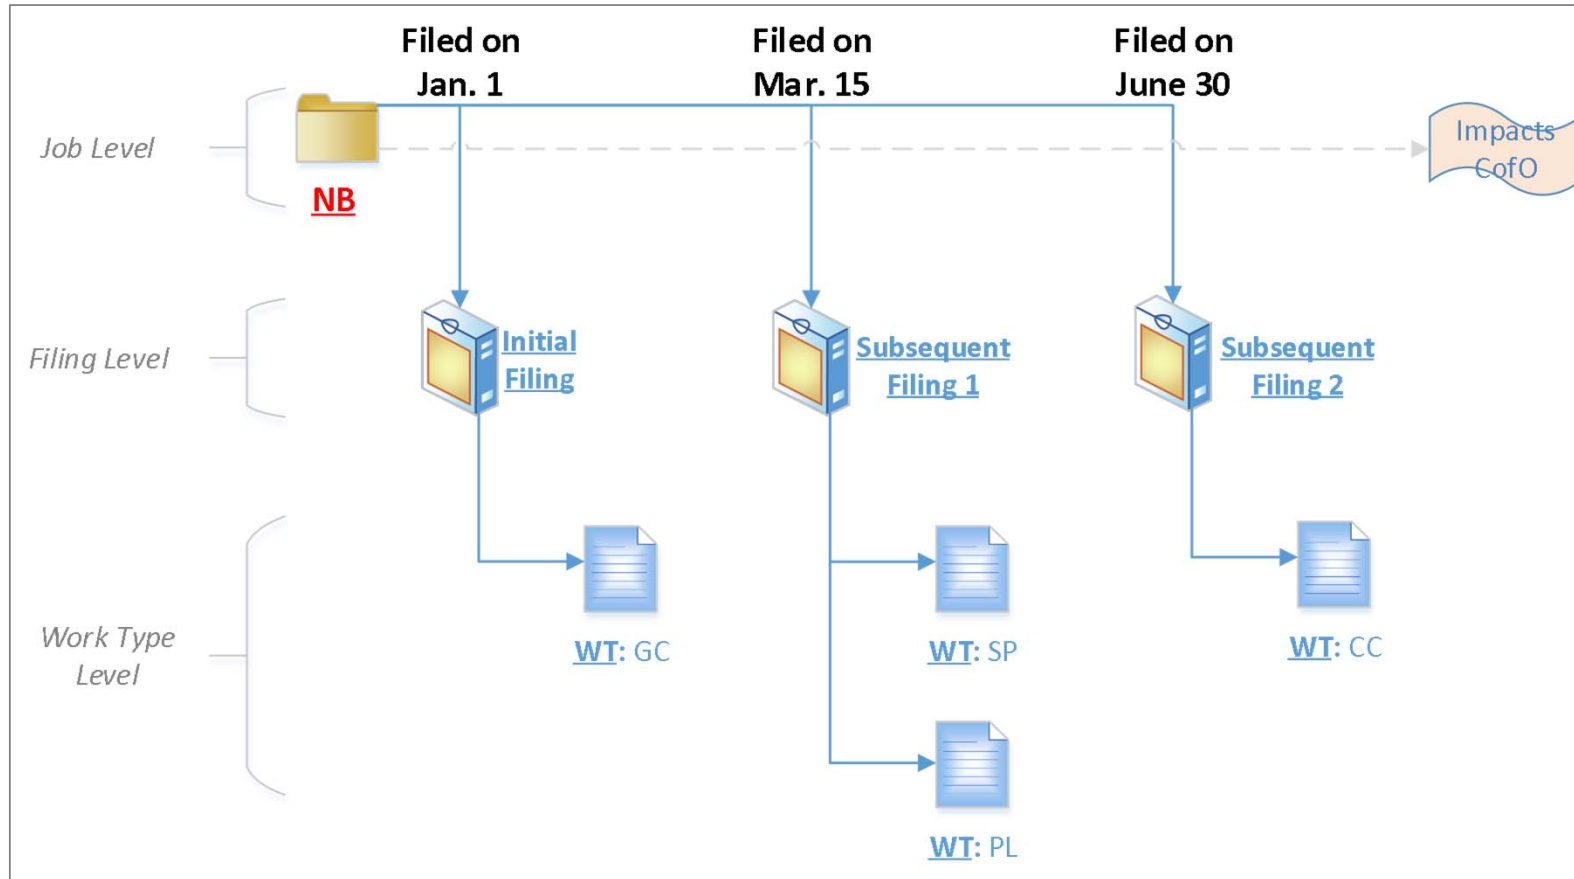 Filed on
Jan. 1
Filed on
Mar. 15
Filed on
June 30
Job Level
NB
Impacts
CofO
Filing Level
Initial
Filing
Subsequent
Filing 1
Subsequent
Filing 2
Work Type
Level
WT: GC
WT: SP
WT: CC
WT: PL